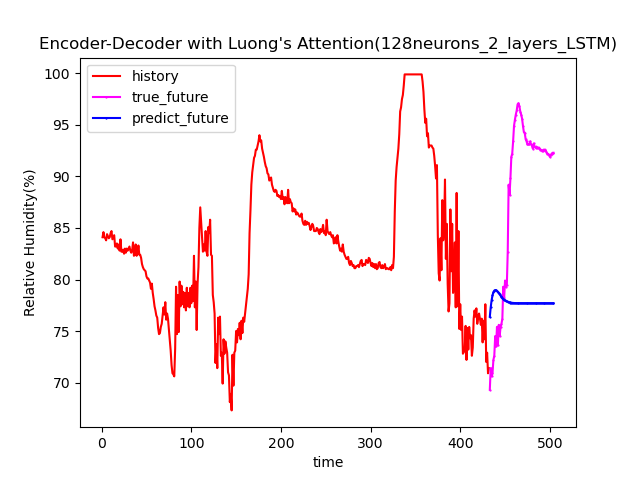 Encoder-Decoder with Luong's Attention(128neurons_2_layers_LSTM)
history
true_future
predict_future
Relative Humidity(%)
100
95
90
85
80
75
70
0 100 200 300 400 500
time